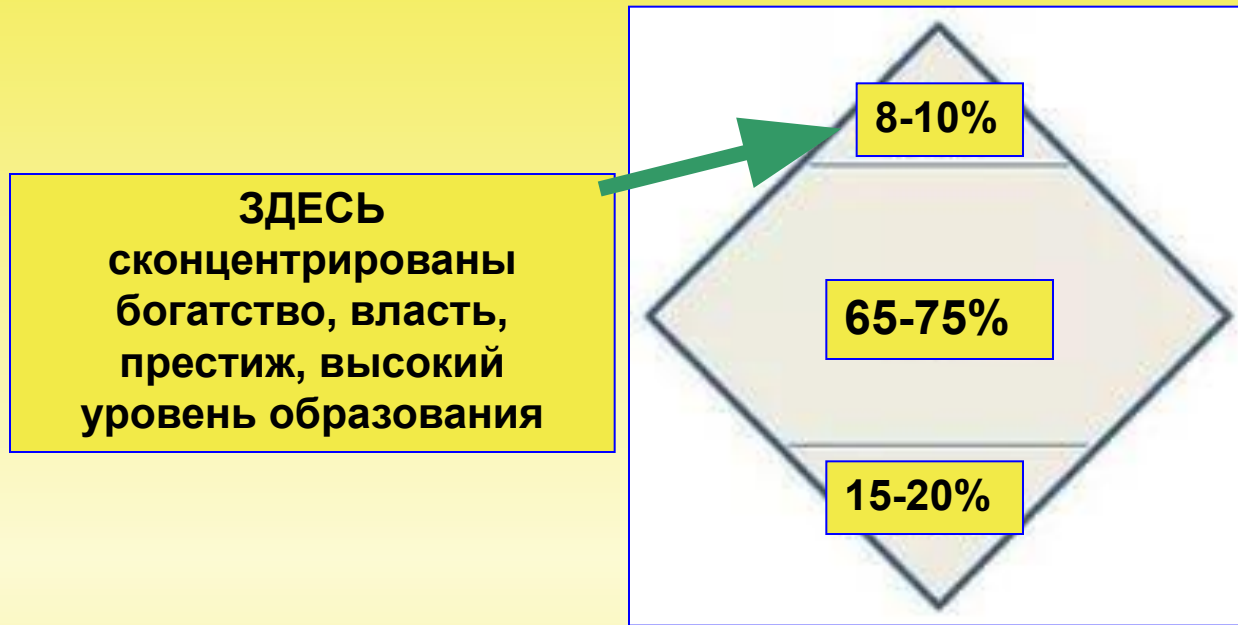 ЗДЕСЬ
сконцентрированы
богатство, власть,
престиж, высокий
уровень образования
8-10%
65-75%
15-20%